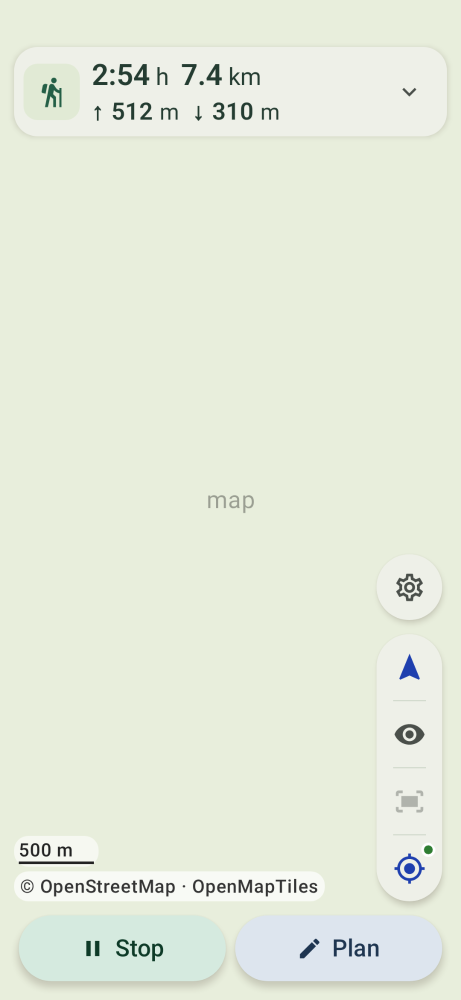 2:54 h 7.4 km
↑ 512 m ↓ 310 m
map
500 m
© OpenStreetMap · OpenMapTiles
Stop
Plan